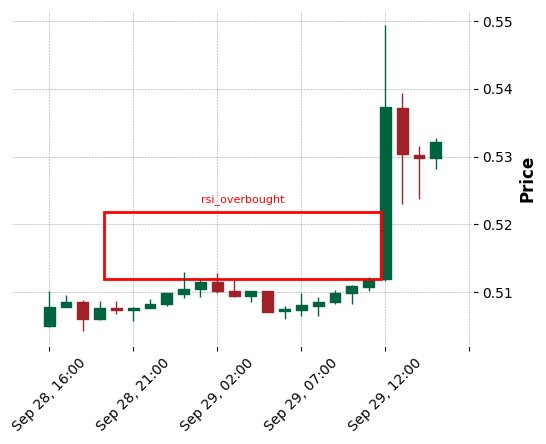 0.55
0.54
0.53
0.52
0.51
Price
rsi_overbought
Sep 28, 16:00
Sep 28, 21:00
Sep 29, 02:00
Sep 29, 07:00
Sep 29, 12:00